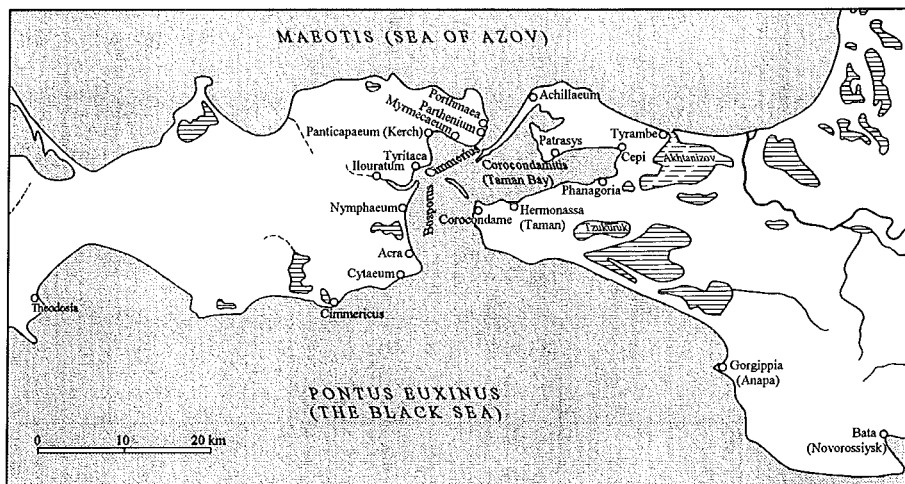 MAEOTIS (SEA OF AZOV)
Achillaeum
Porthmaea
Parthenium
Myrmecaeum
Panticapaeum (Kerch)
Tyrambe
Patrasys
Cepi
Akhtanizov
Tyritaca
Cimmerius
Corocondamitis
(Taman Bay)
Ilouratum
Phanagoria
Nymphaeum
Bosporus
Corocondame
Hermonassa
(Taman)
Tzukuruk
Acra
Cytaeum
Theodosia
Cimmericus
Gorgippia
(Anapa)
PONTUS EUXINUS
(THE BLACK SEA)
Bata
(Novorossiysk)
0 10 20 km